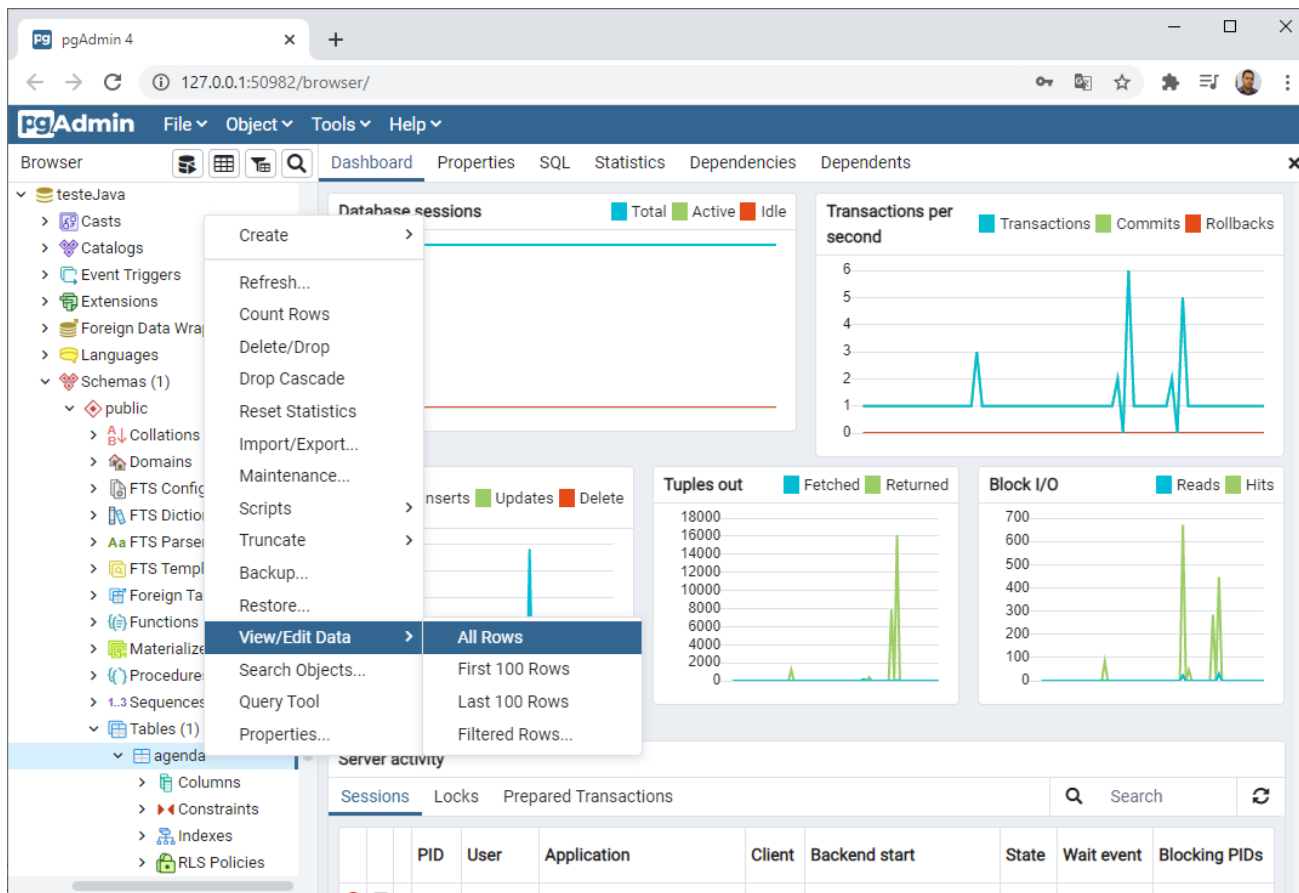 pgAdmin 4
127.0.0.1:50982/browser/
pgAdmin File Object Tools Help
Browser
Dashboard Properties SQL Statistics Dependencies Dependents
testeJava
Casts
Catalogs
Event Triggers
Extensions
Foreign Data Wra
Languages
Schemas (1)
public
Collations
Domains
FTS Config
FTS Dictio
FTS Parser
FTS Templ
Foreign Ta
Functions
Materialize
Procedure
1..3 Sequences
Tables (1)
agenda
Columns
Constraints
Indexes
RLS Policies
Create
Refresh...
Count Rows
Delete/Drop
Drop Cascade
Reset Statistics
Import/Export...
Maintenance...
Scripts
Truncate
Backup...
Restore...
View/Edit Data
Search Objects...
Query Tool
Properties...
All Rows
First 100 Rows
Last 100 Rows
Filtered Rows...
Database sessions
Total Active Idle
Transactions per
second
Transactions Commits Rollbacks
6
5
4
3
2
1
0
nserts Updates Delete
Tuples out
Fetched Returned
18000
16000
14000
12000
10000
8000
6000
4000
2000
0
Block I/O
Reads Hits
700
600
500
400
300
200
100
0
Server activity
Sessions Locks Prepared Transactions
Search
PID User Application Client Backend start State Wait event Blocking PIDs